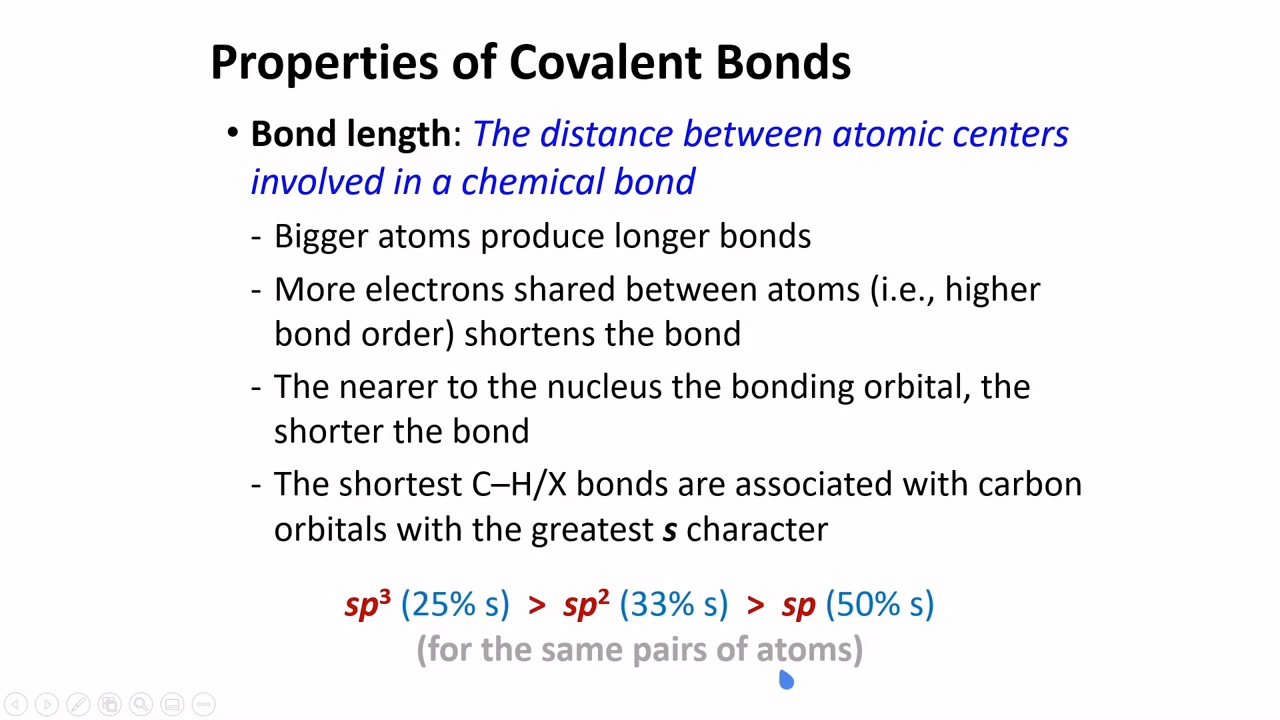 Properties of Covalent Bonds
• Bond length: The distance between atomic centers
involved in a chemical bond
- Bigger atoms produce longer bonds
- More electrons shared between atoms (i.e., higher
bond order) shortens the bond
- The nearer to the nucleus the bonding orbital, the
shorter the bond
- The shortest C–H/X bonds are associated with carbon
orbitals with the greatest s character
sp³ (25% s) > sp² (33% s) > sp (50% s)
(for the same pairs of atoms)